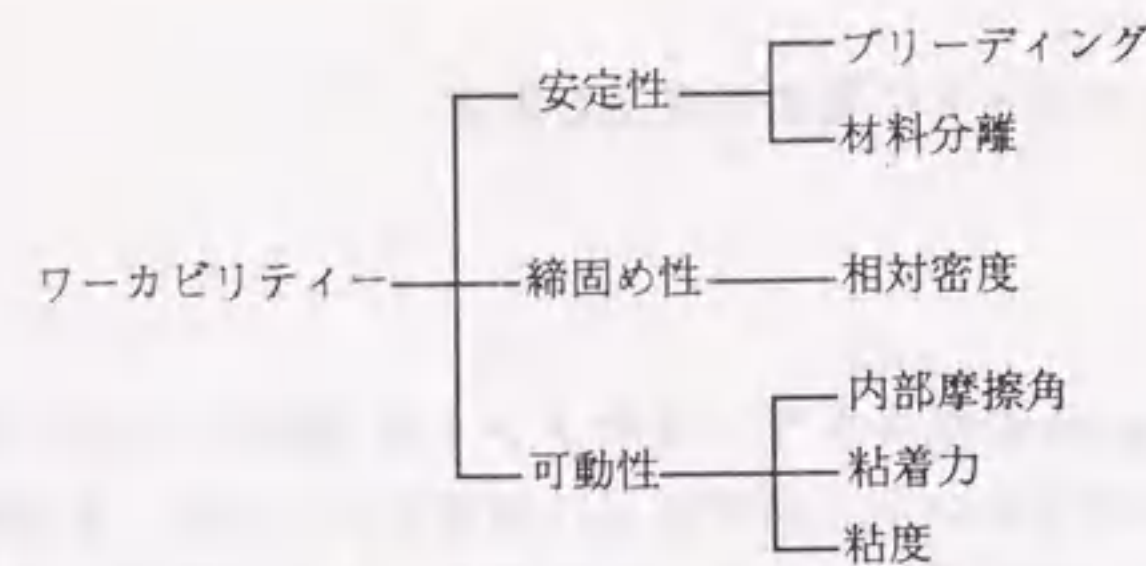 ブリーディング
安定性
材料分離
ワーカビリティー
締固め性
相対密度
内部摩擦角
可動性
粘着力
粘度